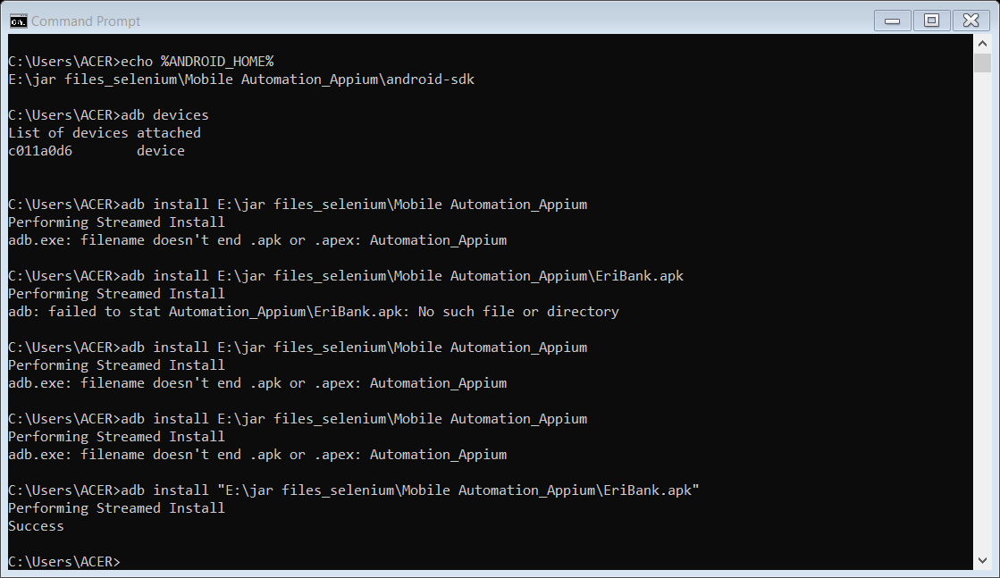 Command Prompt
C:\Users\ACER>echo %ANDROID_HOME%
E:\jar files_selenium\Mobile Automation_Appium\android-sdk
C:\Users\ACER>adb devices
List of devices attached
c011a0d6        device
C:\Users\ACER>adb install E:\jar files_selenium\Mobile Automation_Appium
Performing Streamed Install
adb.exe: filename doesn't end .apk or .apex: Automation_Appium
C:\Users\ACER>adb install E:\jar files_selenium\Mobile Automation_Appium\EriBank.apk
Performing Streamed Install
adb: failed to stat Automation_Appium\EriBank.apk: No such file or directory
C:\Users\ACER>adb install E:\jar files_selenium\Mobile Automation_Appium
Performing Streamed Install
adb.exe: filename doesn't end .apk or .apex: Automation_Appium
C:\Users\ACER>adb install E:\jar files_selenium\Mobile Automation_Appium
Performing Streamed Install
adb.exe: filename doesn't end .apk or .apex: Automation_Appium
C:\Users\ACER>adb install "E:\jar files_selenium\Mobile Automation_Appium\EriBank.apk"
Performing Streamed Install
Success
C:\Users\ACER>